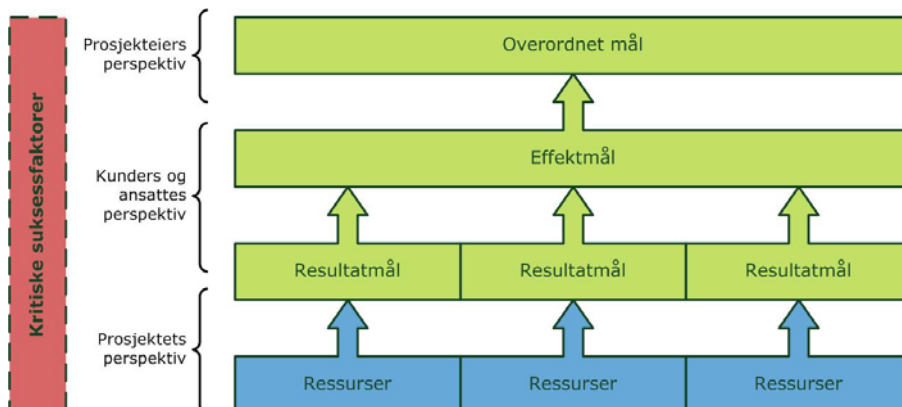 Kritiske suksessfaktorer
Prosjekteiers
perspektiv
Overordnet mål
Kunders og
ansattes
perspektiv
Effektmål
Resultatmål
Resultatmål
Resultatmål
Prosjektets
perspektiv
Ressurser
Ressurser
Ressurser